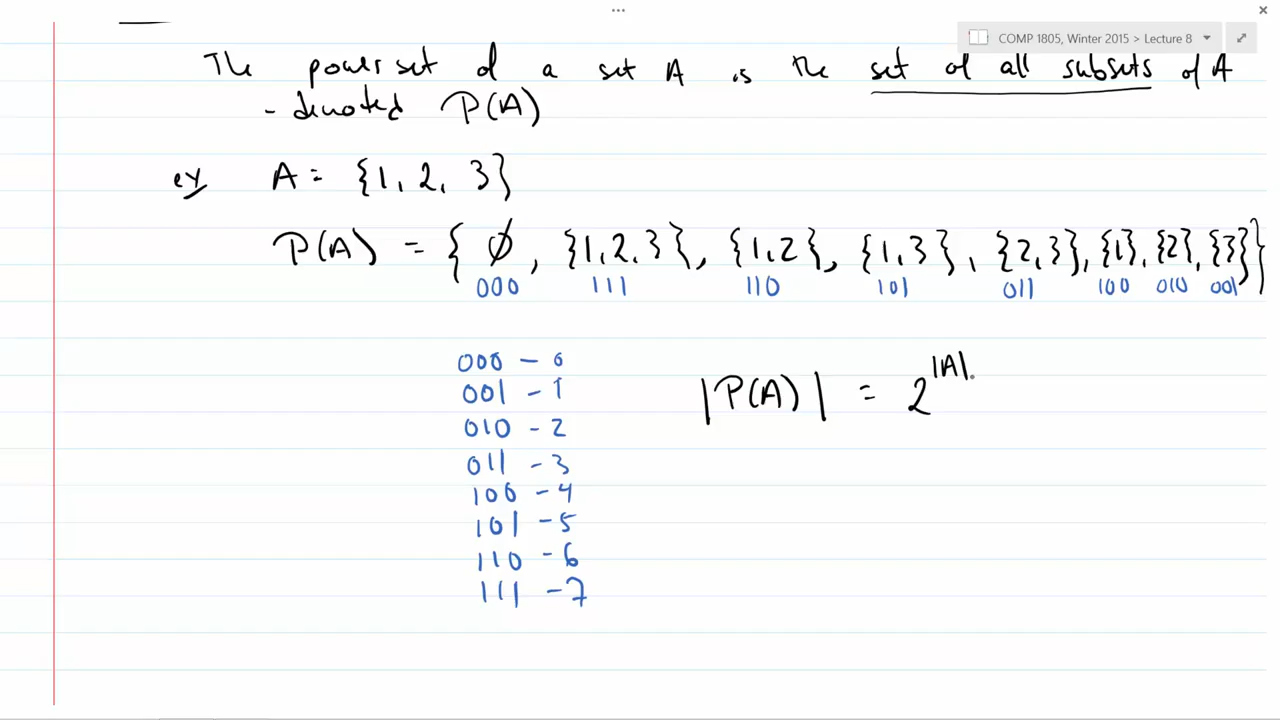 COMP 1805, Winter 2015 > Lecture 8
The power set of a set A is the set of all subsets of A
- denoted P(A)
ex A = {1, 2, 3}
P(A) = { ∅, {1,2,3}, {1,2}, {1,3}, {2,3}, {1}, {2}, {3}}
000 111 110 101 011 100 010 001
000 - 0
001 - 1
010 - 2
011 - 3
100 - 4
101 - 5
110 - 6
111 - 7
|P(A)| = 2^|A|